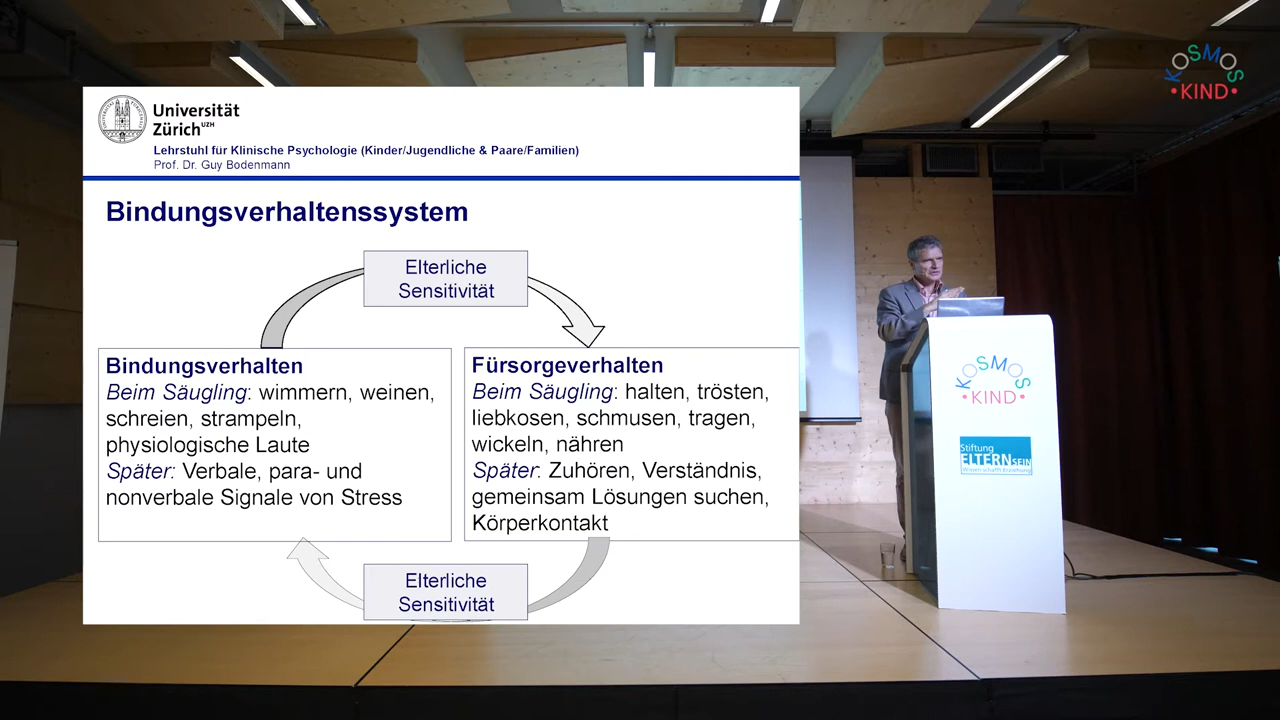 KOSMOS
•KIND•
Universität
Zürich UZH
Lehrstuhl für Klinische Psychologie (Kinder/Jugendliche & Paare/Familien)
Prof. Dr. Guy Bodenmann
Bindungsverhaltenssystem
Elterliche
Sensitivität
Bindungsverhalten
Beim Säugling: wimmern, weinen,
schreien, strampeln,
physiologische Laute
Später: Verbale, para- und
nonverbale Signale von Stress
Fürsorgeverhalten
Beim Säugling: halten, trösten,
liebkosen, schmusen, tragen,
wickeln, nähren
Später: Zuhören, Verständnis,
gemeinsam Lösungen suchen,
Körperkontakt
Elterliche
Sensitivität
KOSMOS
•KIND•
Stiftung
ELTERNSEIN
Wissen schafft Erziehung